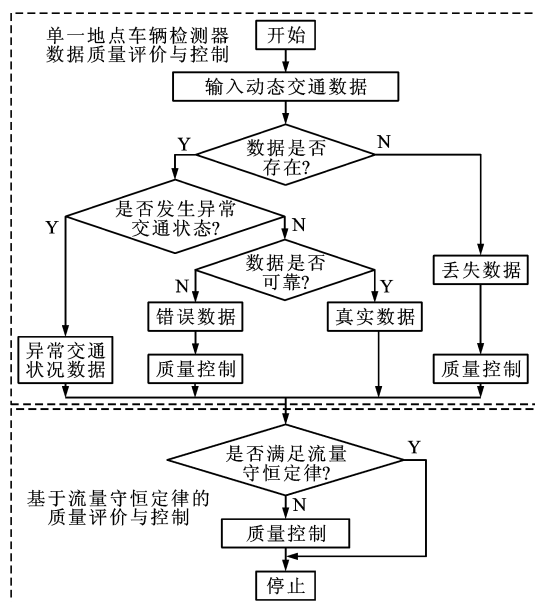 单一地点车辆检测器
数据质量评价与控制
开始
输入动态交通数据
数据是否
存在?
Y
N
是否发生异常
交通状态?
Y
N
数据是否
可靠?
N
Y
丢失数据
错误数据
真实数据
异常交通
状况数据
质量控制
质量控制
是否满足流量
守恒定律?
Y
N
基于流量守恒定律的
质量评价与控制
质量控制
停止